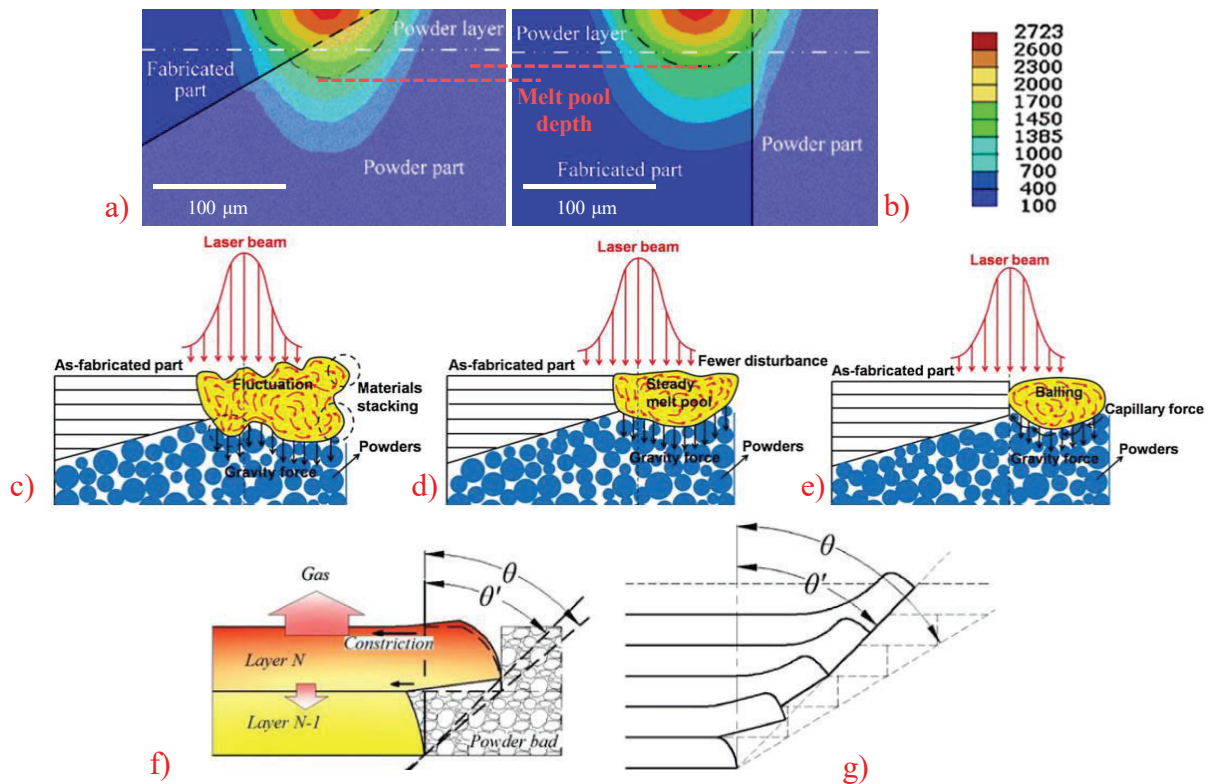 Powder layer
Fabricated
part
Powder part
100 µm
a)
Melt pool
depth
Powder layer
Fabricated part
Powder part
100 µm
b)
2723
2600
2300
2000
1700
1450
1385
1000
700
400
100
Laser beam
As-fabricated part
Fluctuation
Materials
stacking
Powders
Gravity force
c)
Laser beam
As-fabricated part
Fewer disturbance
Steady
melt pool
Powders
Gravity force
d)
Laser beam
As-fabricated part
Balling
Capillary force
Powders
Gravity force
e)
Gas
θ
θ'
Constriction
Layer N
Layer N-1
Powder bad
f)
θ
θ'
g)